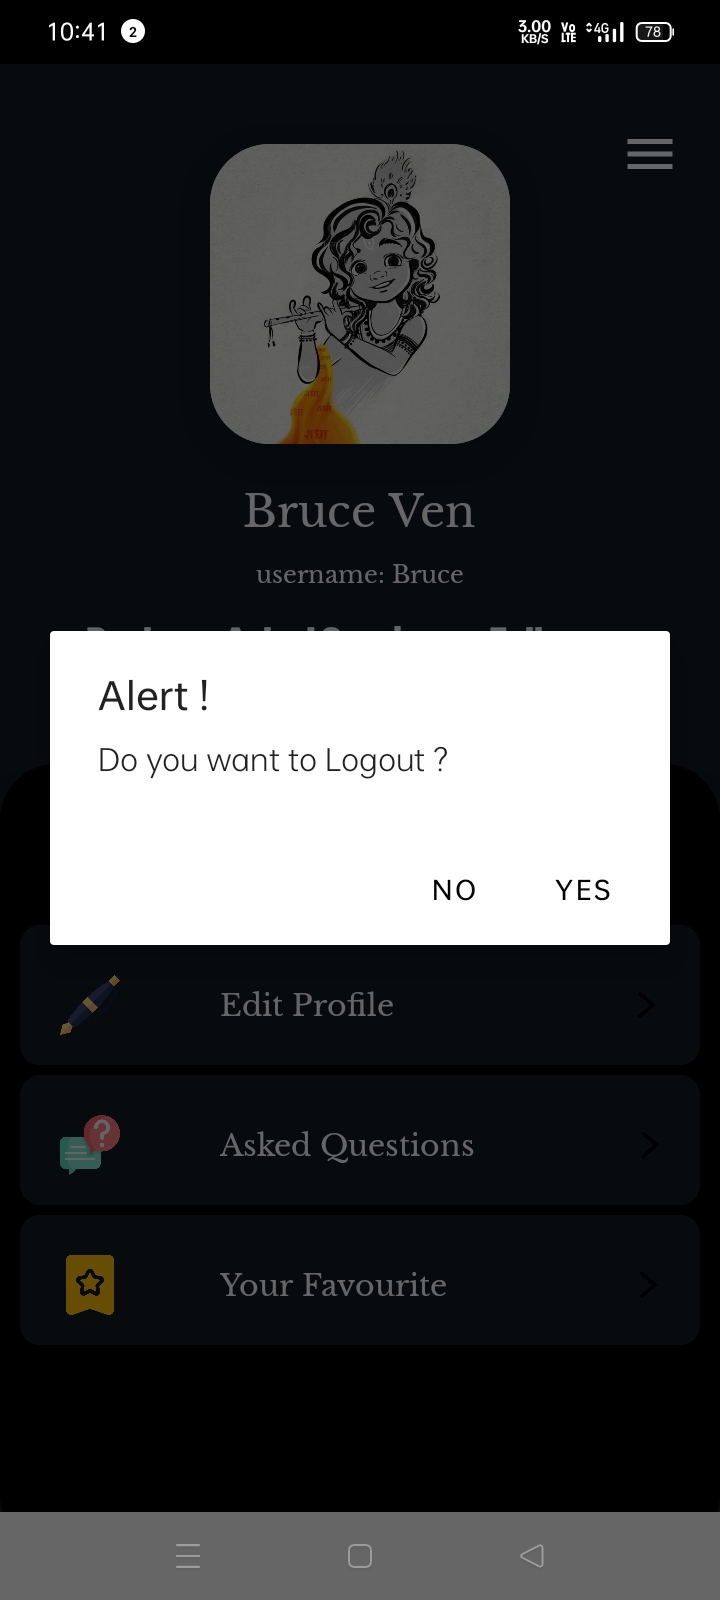 10:41 2 3.00 KB/S Vo LTE 4G 78
राधा
राधा
राधा
Bruce Ven
username: Bruce
Alert !
Do you want to Logout ?
NO YES
Edit Profile
Asked Questions
Your Favourite